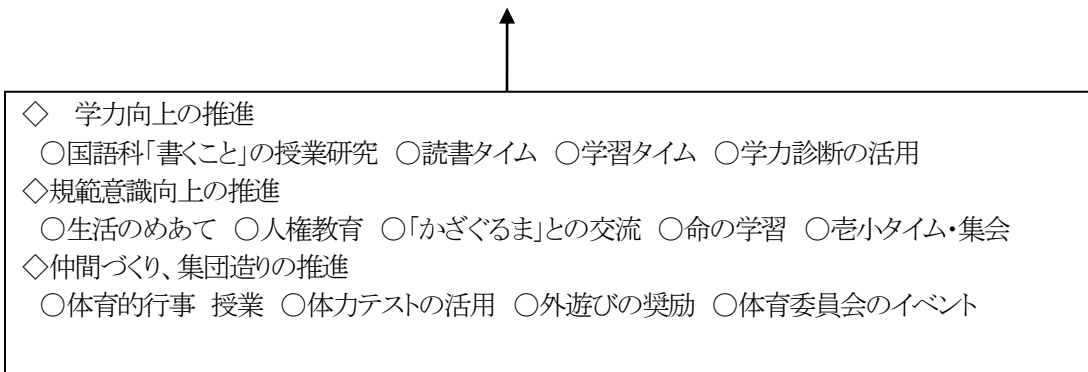 ◇　学力向上の推進
○国語科「書くこと」の授業研究 ○読書タイム ○学習タイム ○学力診断の活用
◇規範意識向上の推進
○生活のめあて ○人権教育 ○「かざぐるま」との交流 ○命の学習 ○壱小タイム・集会
◇仲間づくり、集団造りの推進
○体育的行事 授業 ○体力テストの活用 ○外遊びの奨励 ○体育委員会のイベント